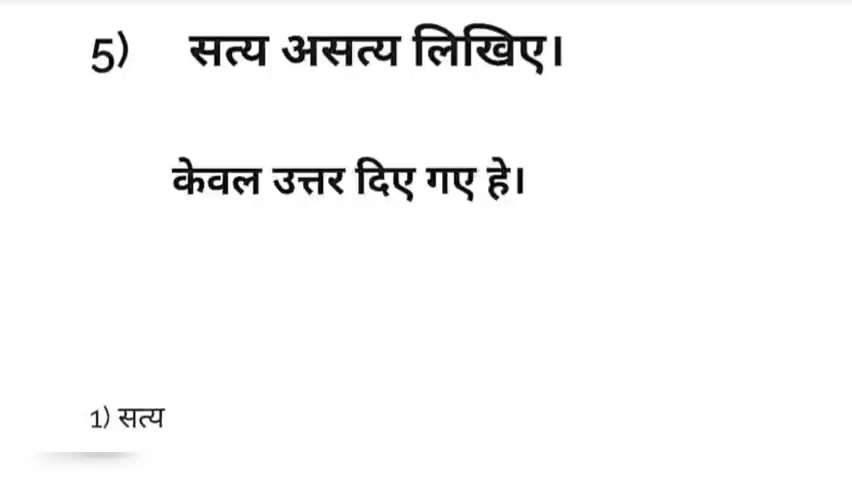 5) सत्य असत्य लिखिए।
केवल उत्तर दिए गए हे।
1) सत्य